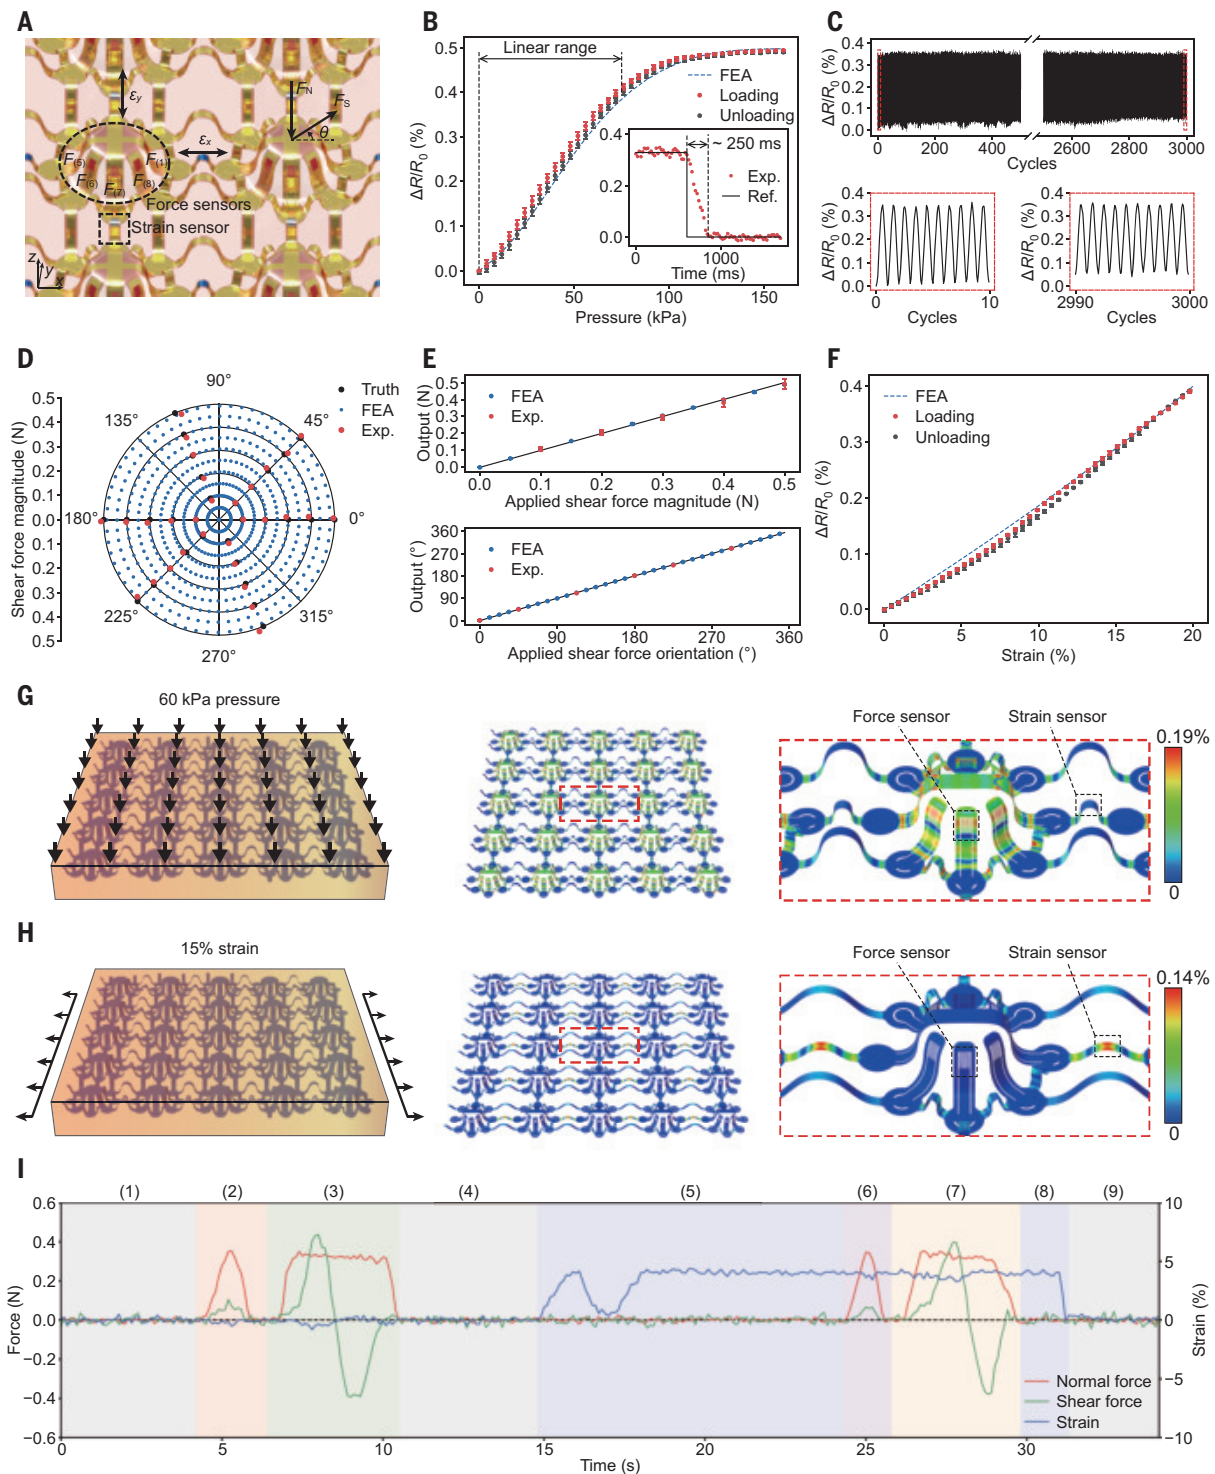 A
εy
FN
FS
θ
εx
F(5)
F(1)
F(6)
F(7)
F(8)
Force sensors
Strain sensor
z
y
x
B
0.5
0.4
0.3
0.2
0.1
0.0
ΔR/R0 (%)
Linear range
FEA
Loading
Unloading
0.4
0.2
0.0
~ 250 ms
Exp.
Ref.
1000
Time (ms)
0
50
100
150
Pressure (kPa)
C
0.4
0.3
0.2
0.1
0.0
ΔR/R0 (%)
0 200 400 2600 2800 3000
Cycles
0.4
0.3
0.2
0.1
0.0
ΔR/R0 (%)
0 10
Cycles
0.4
0.3
0.2
0.1
0.0
ΔR/R0 (%)
2990 3000
Cycles
D
0.5
0.4
0.3
0.2
0.1
0.0
0.1
0.2
0.3
0.4
0.5
Shear force magnitude (N)
90°
135°
45°
180°
0°
225°
315°
270°
Truth
FEA
Exp.
E
0.5
0.4
0.3
0.2
0.1
0.0
Output (N)
FEA
Exp.
0.0 0.1 0.2 0.3 0.4 0.5
Applied shear force magnitude (N)
360
270
180
90
0
Output (°)
FEA
Exp.
0 90 180 270 360
Applied shear force orientation (°)
F
0.4
0.3
0.2
0.1
0.0
ΔR/R0 (%)
FEA
Loading
Unloading
0 5 10 15 20
Strain (%)
G
60 kPa pressure
Force sensor
Strain sensor
0.19%
0
H
15% strain
Force sensor
Strain sensor
0.14%
0
I
(1) (2) (3) (4) (5) (6) (7) (8) (9)
0.6
0.4
0.2
0.0
−0.2
−0.4
−0.6
Force (N)
10
5
0
−5
−10
Strain (%)
Normal force
Shear force
Strain
0 5 10 15 20 25 30
Time (s)